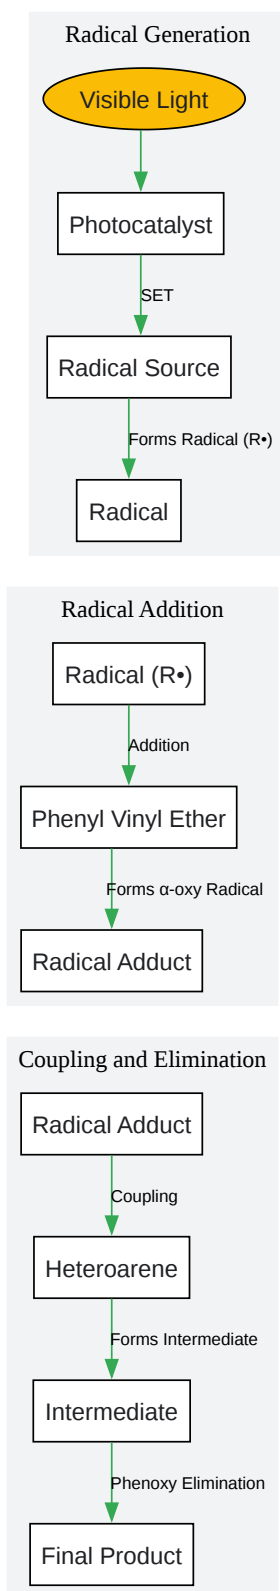 Radical Generation
Visible Light
Photocatalyst
SET
Radical Source
Forms Radical (R•)
Radical
Radical Addition
Radical (R•)
Addition
Phenyl Vinyl Ether
Forms α-oxy Radical
Radical Adduct
Coupling and Elimination
Radical Adduct
Coupling
Heteroarene
Forms Intermediate
Intermediate
Phenoxy Elimination
Final Product